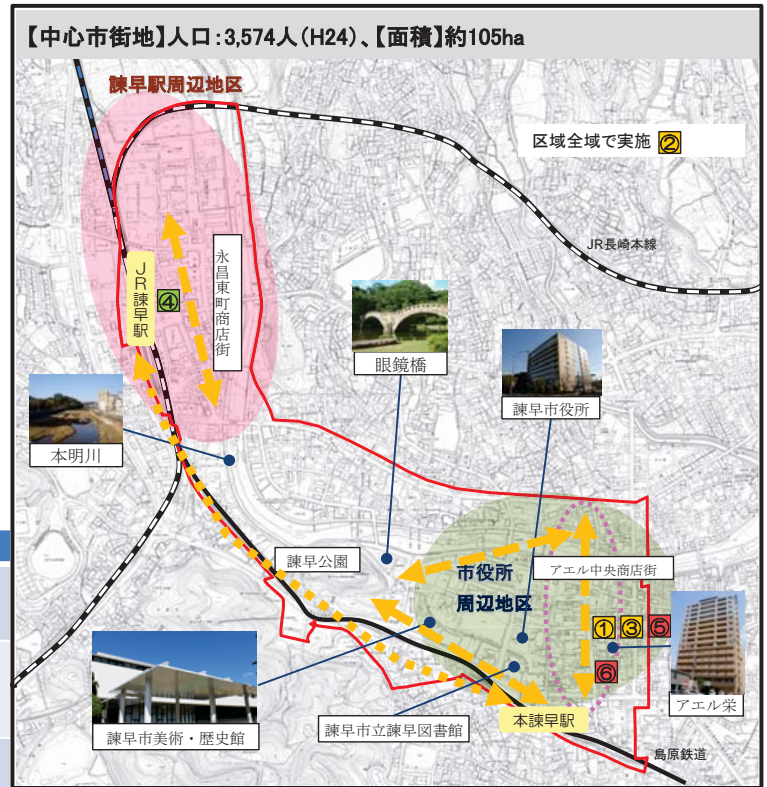 【中心市街地】人口:3,574人(H24)、【面積】約105ha
諫早駅周辺地区
区域全域で実施 ②
JR長崎本線
永昌東町商店街
JR諫早駅
④
眼鏡橋
諫早市役所
本明川
諫早公園
市役所
周辺地区
アエル中央商店街
① ③ ⑤
⑥
アエル栄
諫早市美術・歴史館
諫早市立諫早図書館
本諫早駅
島原鉄道